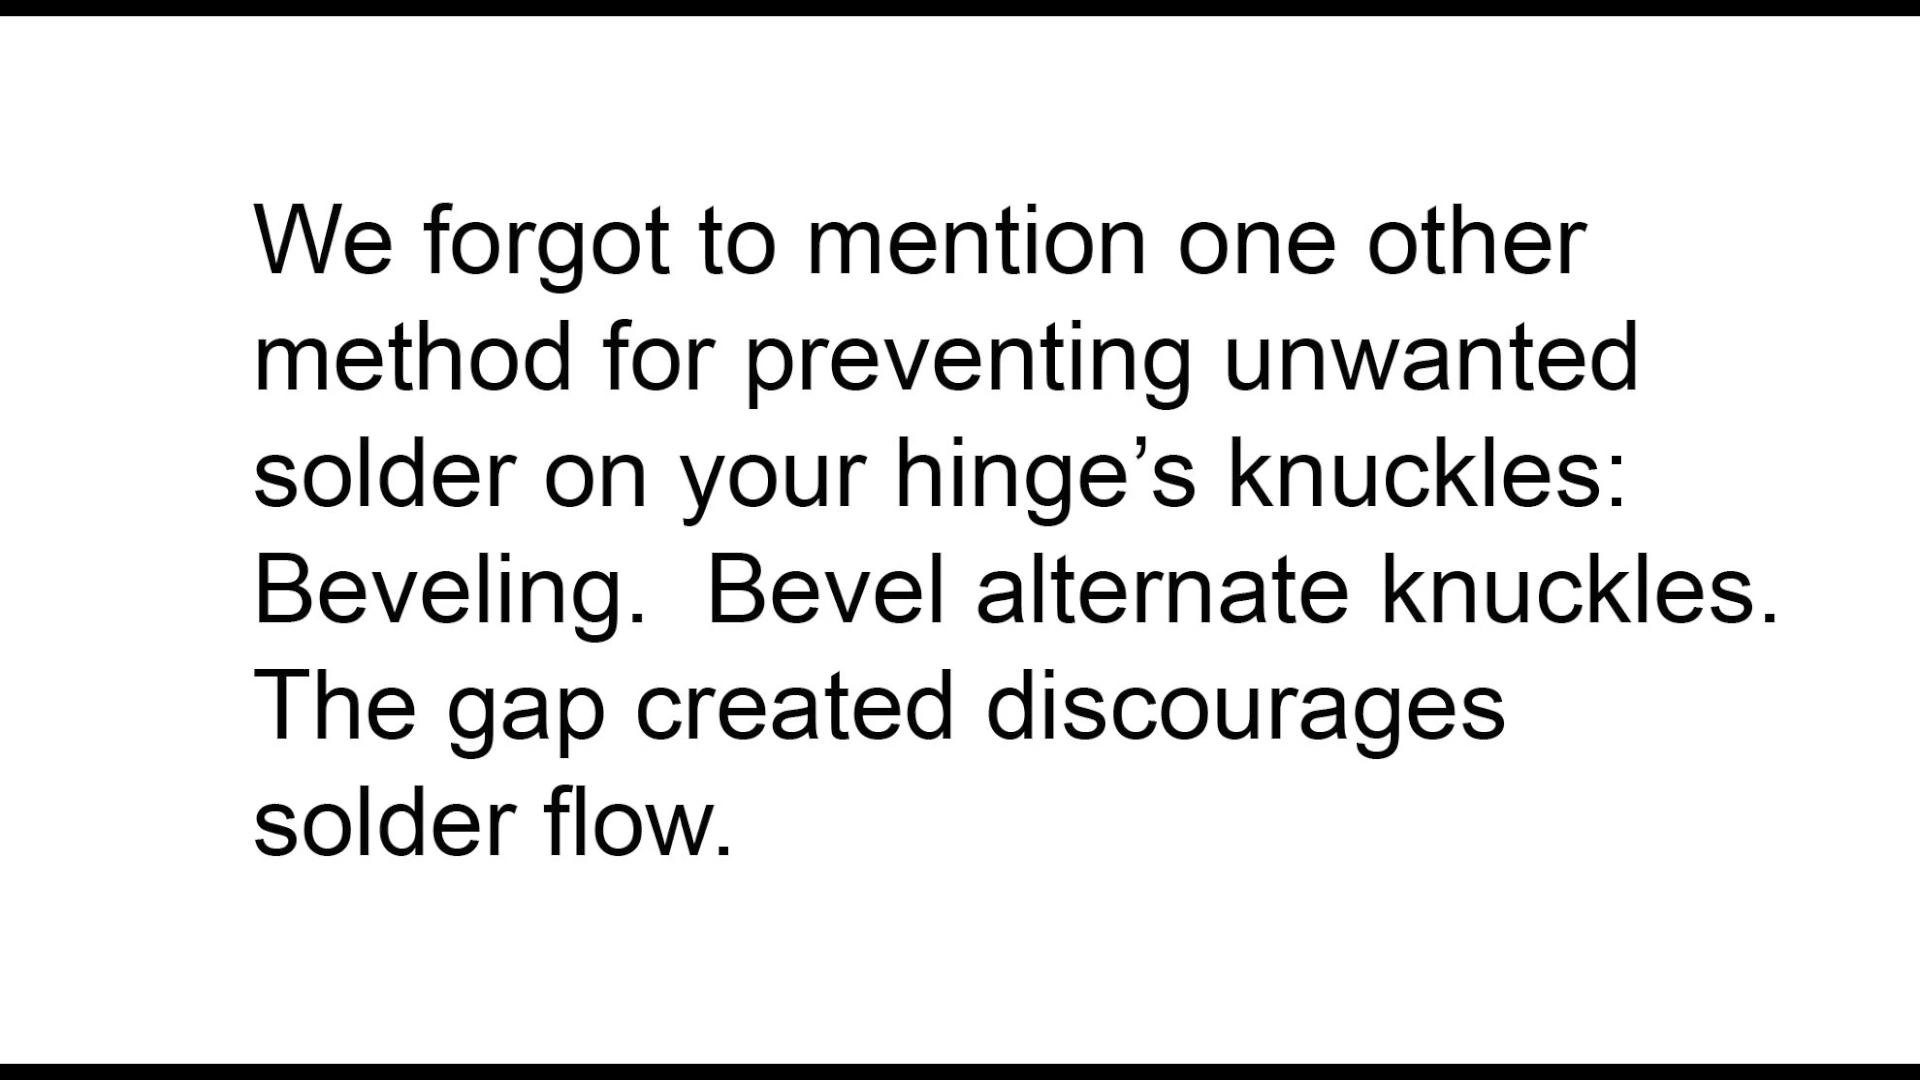 We forgot to mention one other
method for preventing unwanted
solder on your hinge’s knuckles:
Beveling.  Bevel alternate knuckles.
The gap created discourages
solder flow.